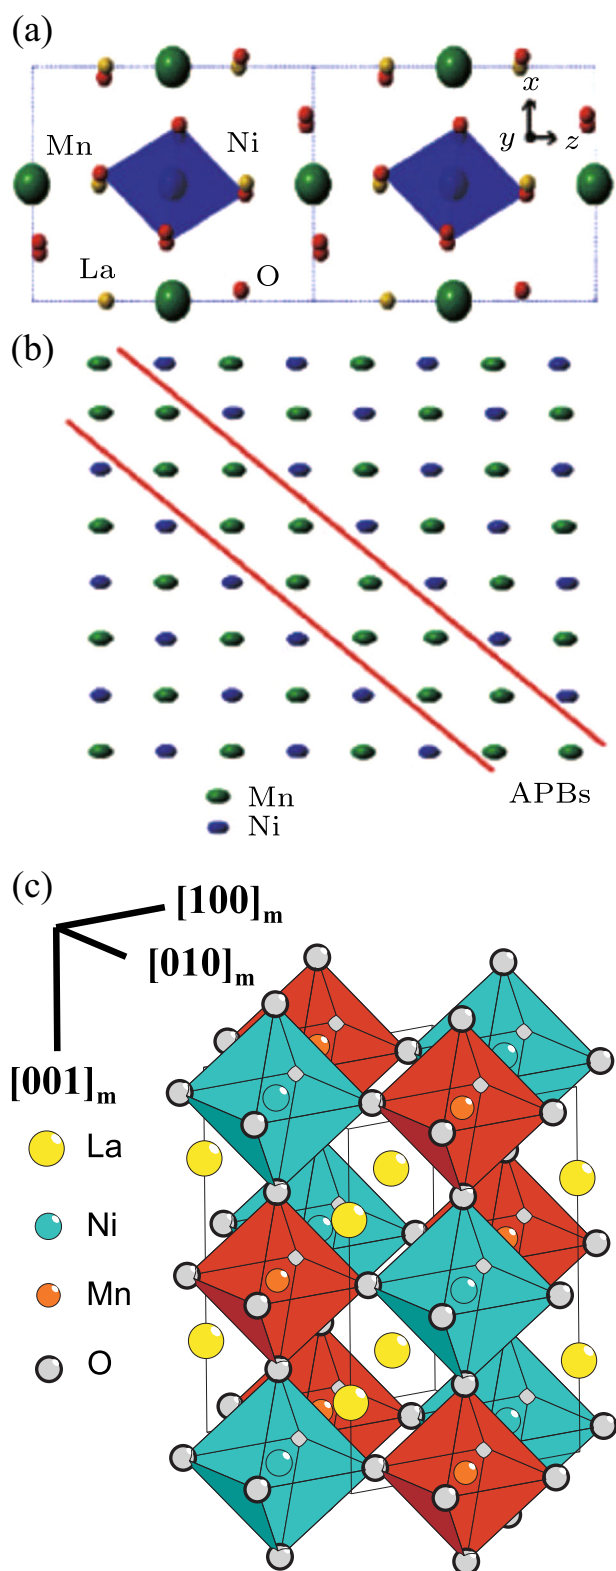 (a)
x
Mn
Ni
y
z
La
O
(b)
Mn
APBs
Ni
(c)
[100]m
[010]m
[001]m
La
Ni
Mn
O